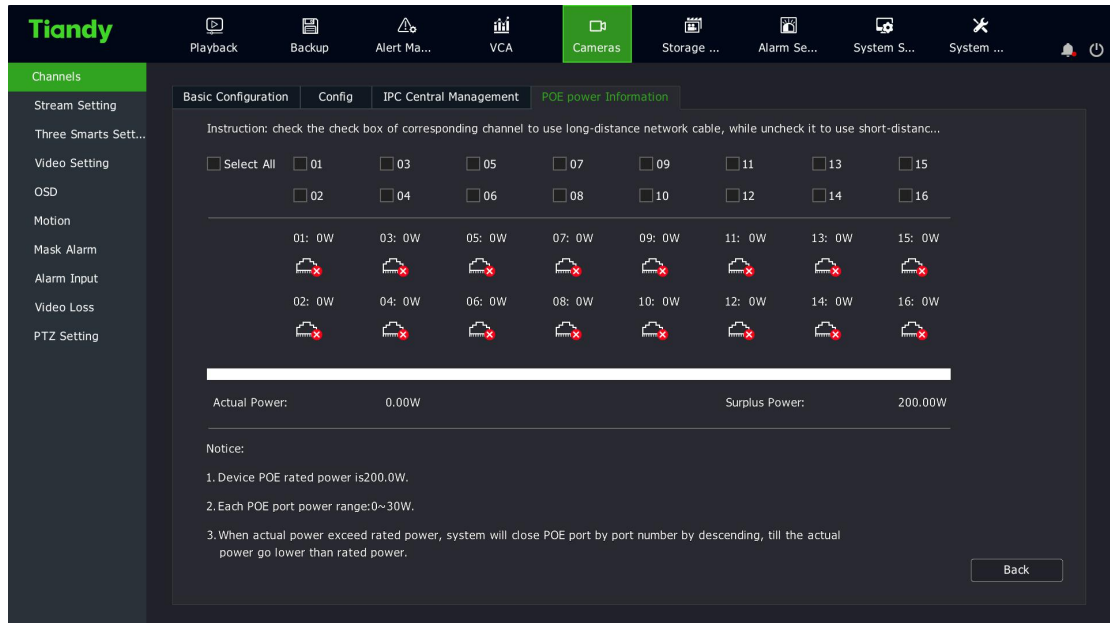 Tiandy
Playback Backup Alert Ma... VCA Cameras Storage ... Alarm Se... System S... System ...
Channels
Stream Setting
Three Smarts Sett...
Video Setting
OSD
Motion
Mask Alarm
Alarm Input
Video Loss
PTZ Setting
Basic Configuration Config IPC Central Management POE power Information
Instruction: check the check box of corresponding channel to use long-distance network cable, while uncheck it to use short-distanc...
Select All 01 03 05 07 09 11 13 15
02 04 06 08 10 12 14 16
01: 0W 03: 0W 05: 0W 07: 0W 09: 0W 11: 0W 13: 0W 15: 0W
02: 0W 04: 0W 06: 0W 08: 0W 10: 0W 12: 0W 14: 0W 16: 0W
Actual Power: 0.00W Surplus Power: 200.00W
Notice:
1. Device POE rated power is200.0W.
2. Each POE port power range:0~30W.
3. When actual power exceed rated power, system will close POE port by port number by descending, till the actual
power go lower than rated power.
Back